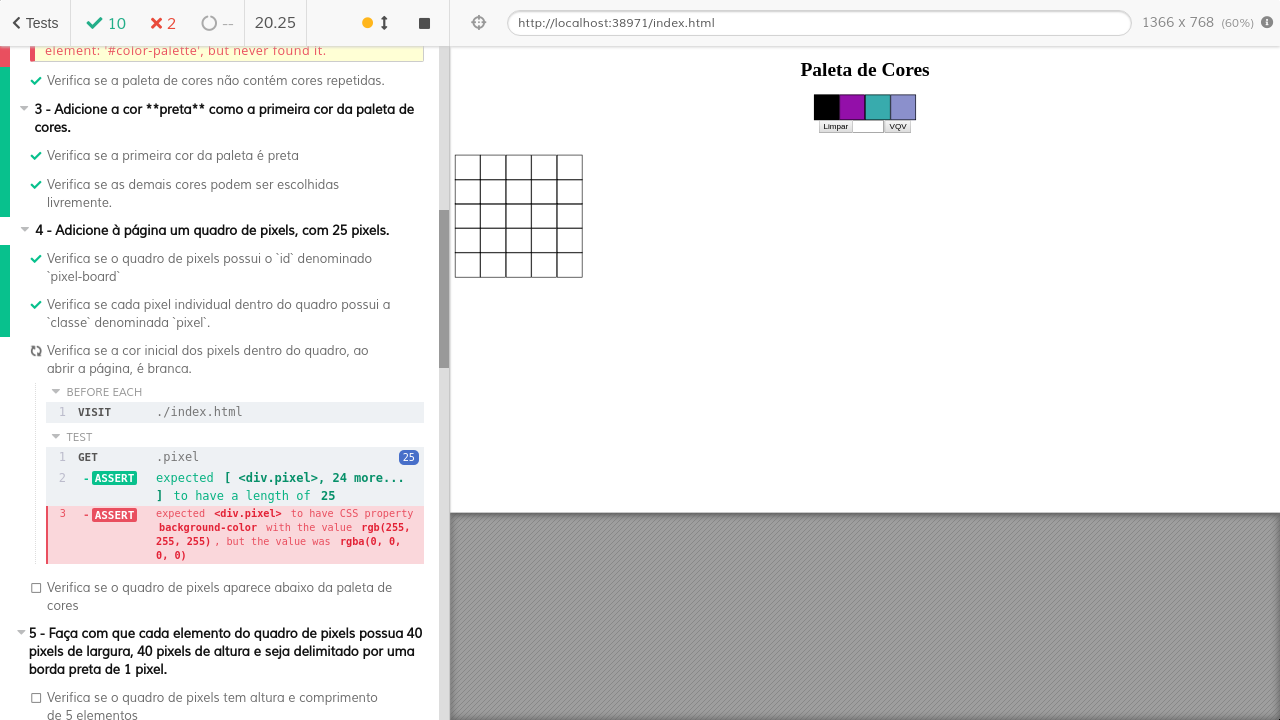 Tests
10
2
--
20.25
http://localhost:38971/index.html
1366 x 768 (60%)
element: '#color-palette', but never found it.
Verifica se a paleta de cores não contém cores repetidas.
3 - Adicione a cor **preta** como a primeira cor da paleta de
cores.
Verifica se a primeira cor da paleta é preta
Verifica se as demais cores podem ser escolhidas
livremente.
4 - Adicione à página um quadro de pixels, com 25 pixels.
Verifica se o quadro de pixels possui o `id` denominado
`pixel-board`
Verifica se cada pixel individual dentro do quadro possui a
`classe` denominada `pixel`.
Verifica se a cor inicial dos pixels dentro do quadro, ao
abrir a página, é branca.
BEFORE EACH
1 VISIT ./index.html
TEST
1 GET .pixel 25
2 -ASSERT expected [ <div.pixel>, 24 more...
] to have a length of 25
3 -ASSERT expected <div.pixel> to have CSS property
background-color with the value rgb(255,
255, 255), but the value was rgba(0, 0,
0, 0)
Verifica se o quadro de pixels aparece abaixo da paleta de
cores
5 - Faça com que cada elemento do quadro de pixels possua 40
pixels de largura, 40 pixels de altura e seja delimitado por uma
borda preta de 1 pixel.
Verifica se o quadro de pixels tem altura e comprimento
de 5 elementos
Paleta de Cores
Limpar VQV